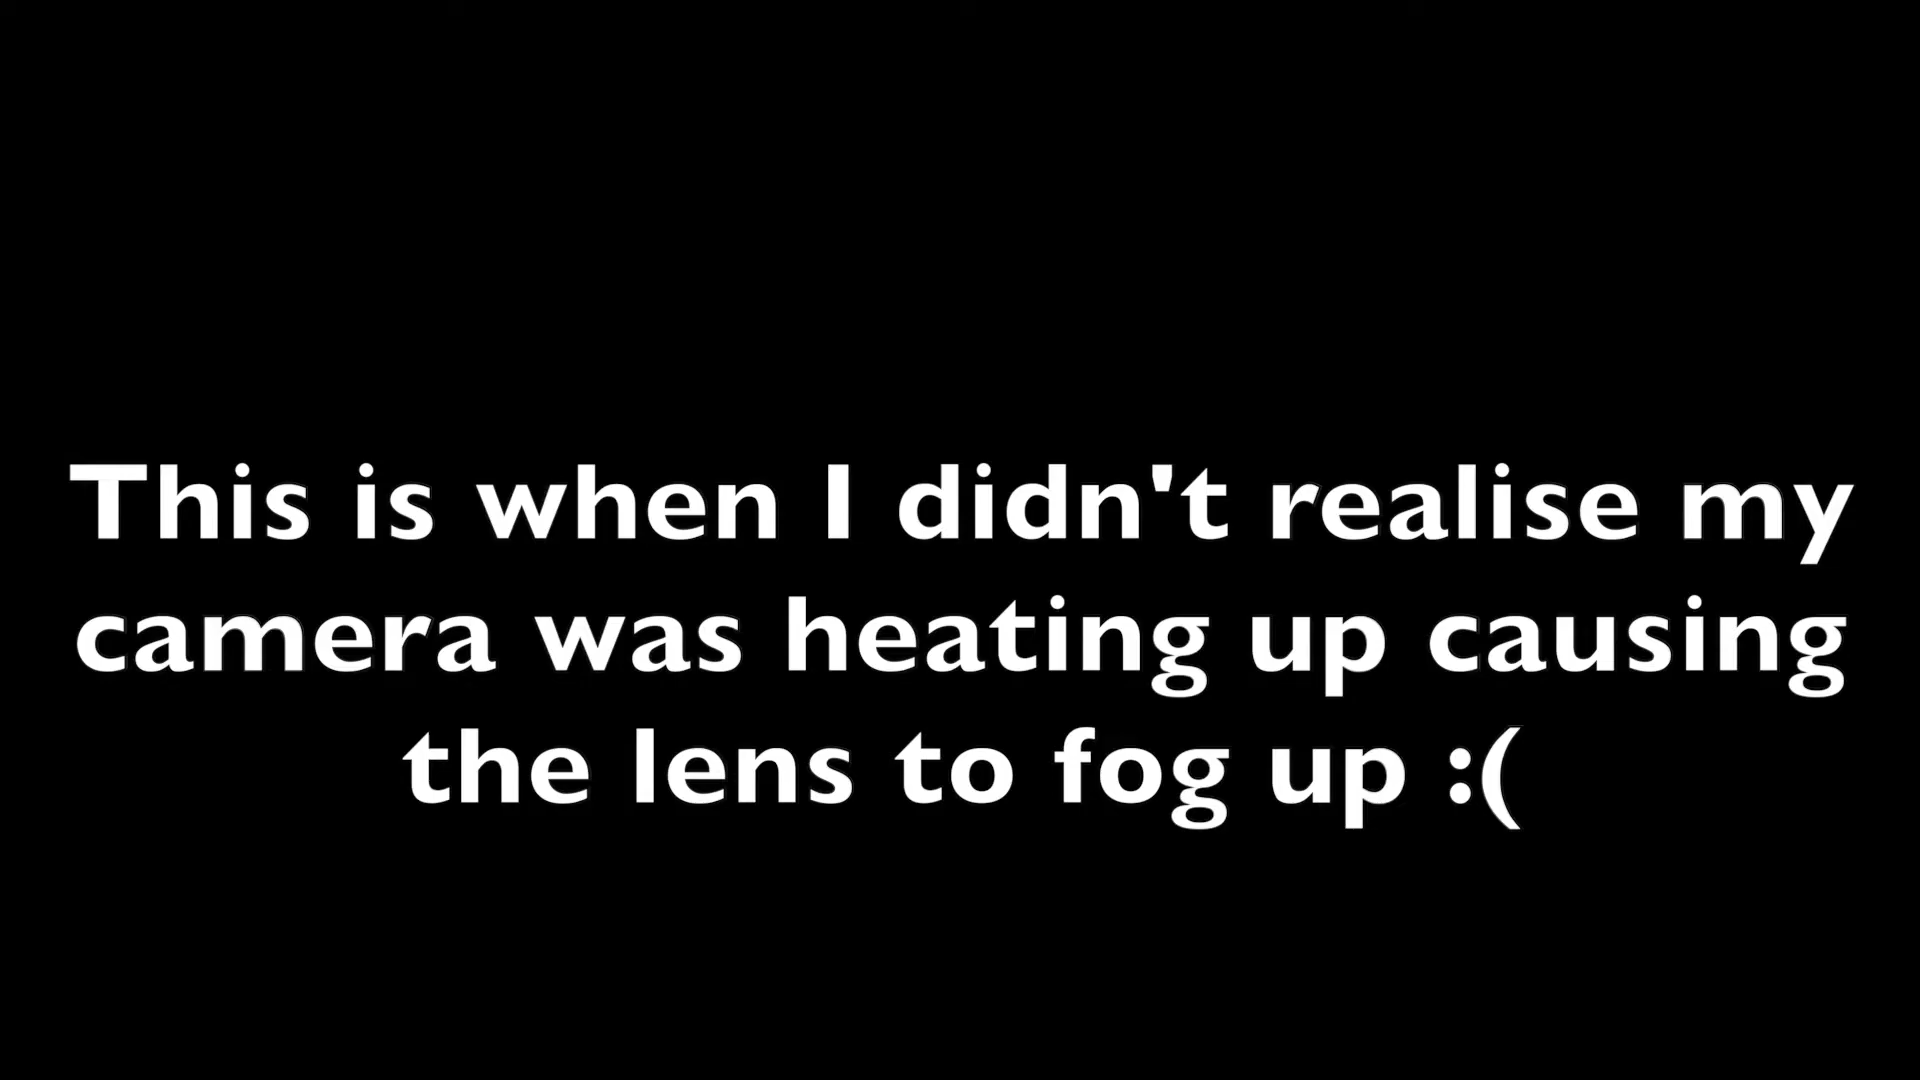 This is when I didn't realise my
camera was heating up causing
the lens to fog up :(